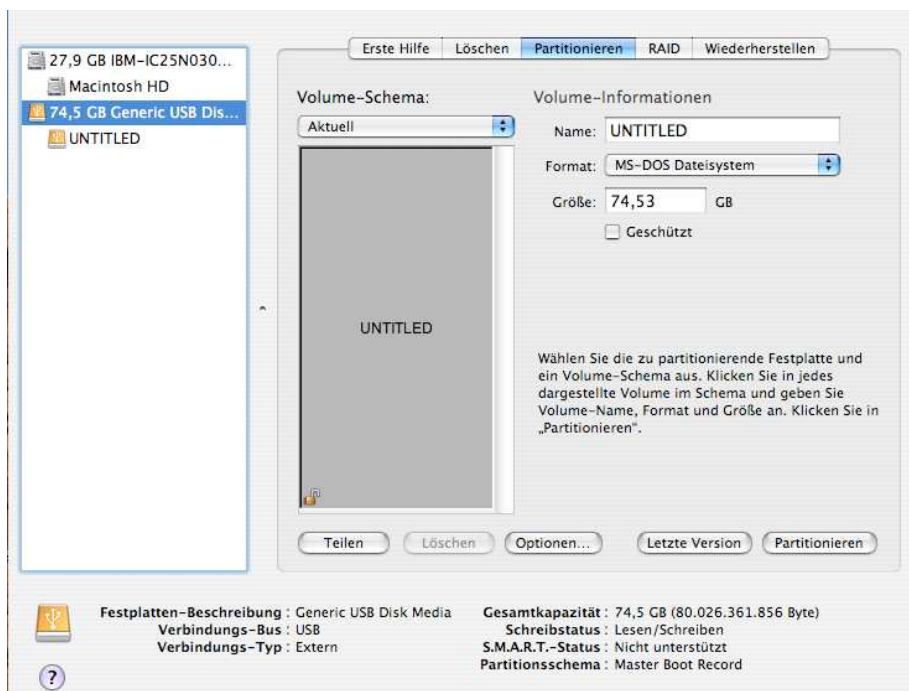 27,9 GB IBM-IC25N030...
Macintosh HD
74,5 GB Generic USB Dis...
UNTITLED
Erste Hilfe
Löschen
Partitionieren
RAID
Wiederherstellen
Volume-Schema:
Aktuell
UNTITLED
Volume-Informationen
Name: UNTITLED
Format: MS-DOS Dateisystem
Größe: 74,53 GB
Geschützt
Wählen Sie die zu partitionierende Festplatte und
ein Volume-Schema aus. Klicken Sie in jedes
dargestellte Volume im Schema und geben Sie
Volume-Name, Format und Größe an. Klicken Sie in
„Partitionieren".
Teilen
Löschen
Optionen...
Letzte Version
Partitionieren
Festplatten-Beschreibung : Generic USB Disk Media
Verbindungs-Bus : USB
Verbindungs-Typ : Extern
Gesamtkapazität : 74,5 GB (80.026.361.856 Byte)
Schreibstatus : Lesen/Schreiben
S.M.A.R.T.-Status : Nicht unterstützt
Partitionsschema : Master Boot Record
?